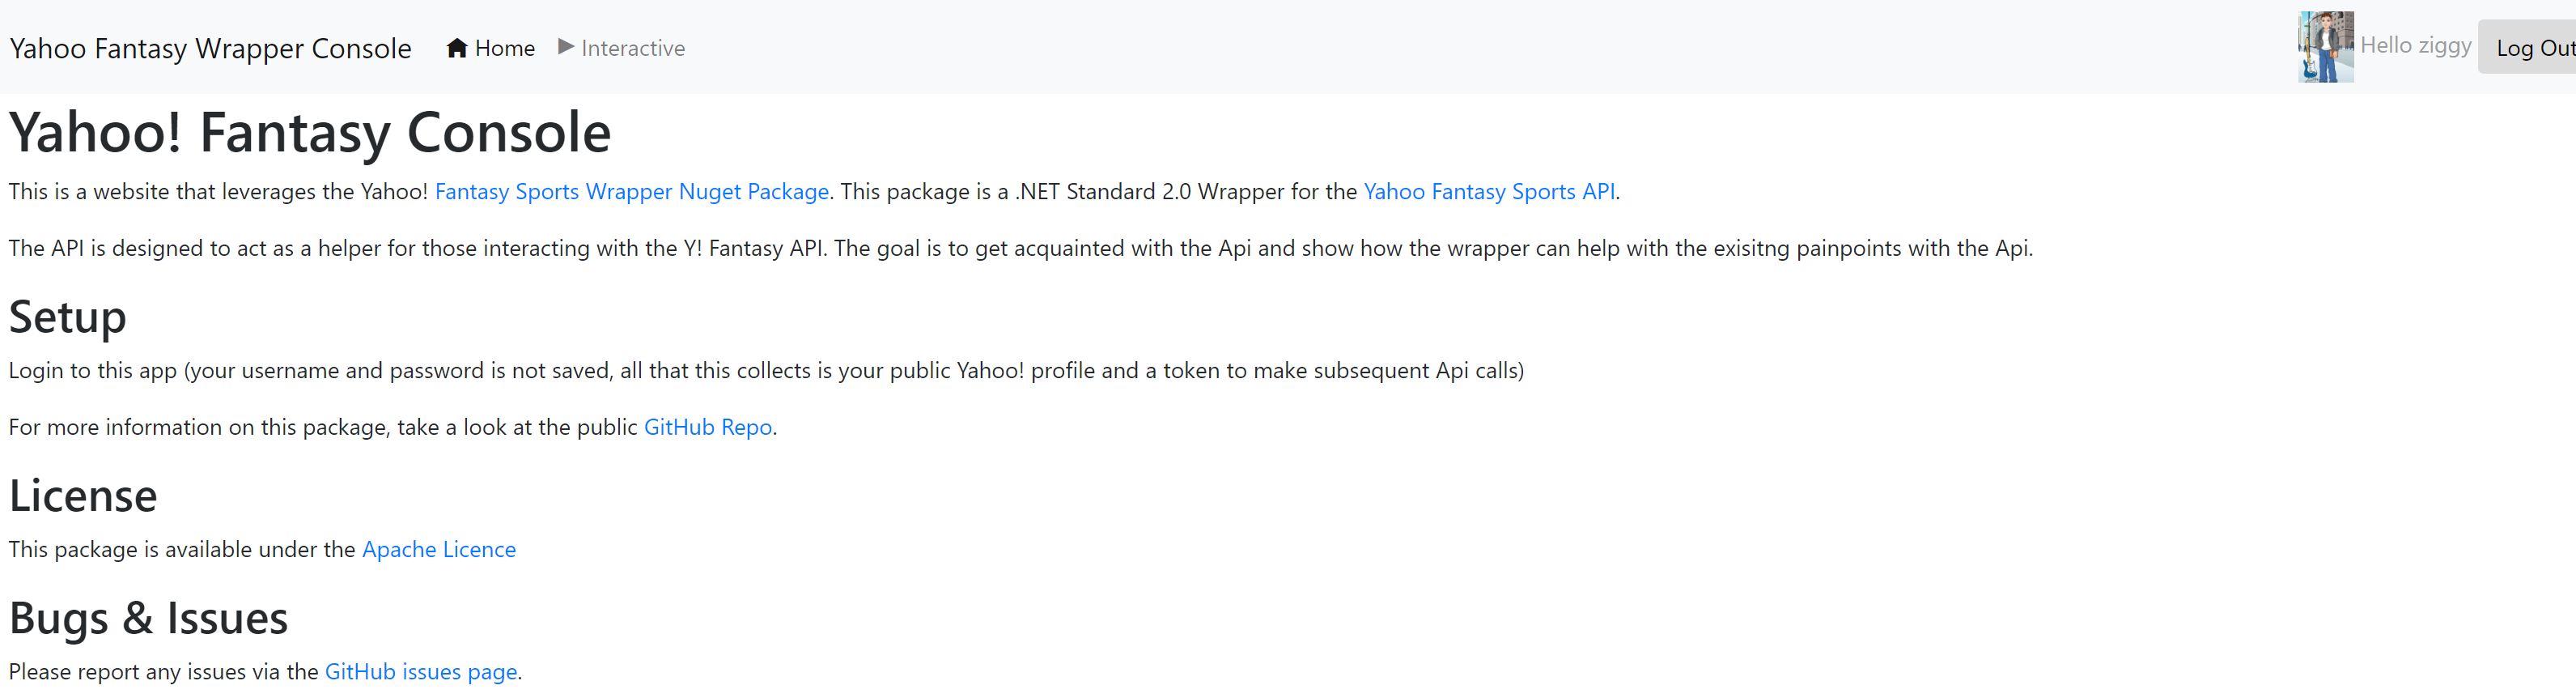 Yahoo Fantasy Wrapper Console Home Interactive Hello ziggy Log Out
Yahoo! Fantasy Console
This is a website that leverages the Yahoo! Fantasy Sports Wrapper Nuget Package. This package is a .NET Standard 2.0 Wrapper for the Yahoo Fantasy Sports API.
The API is designed to act as a helper for those interacting with the Y! Fantasy API. The goal is to get acquainted with the Api and show how the wrapper can help with the exisitng painpoints with the Api.
Setup
Login to this app (your username and password is not saved, all that this collects is your public Yahoo! profile and a token to make subsequent Api calls)
For more information on this package, take a look at the public GitHub Repo.
License
This package is available under the Apache Licence
Bugs & Issues
Please report any issues via the GitHub issues page.